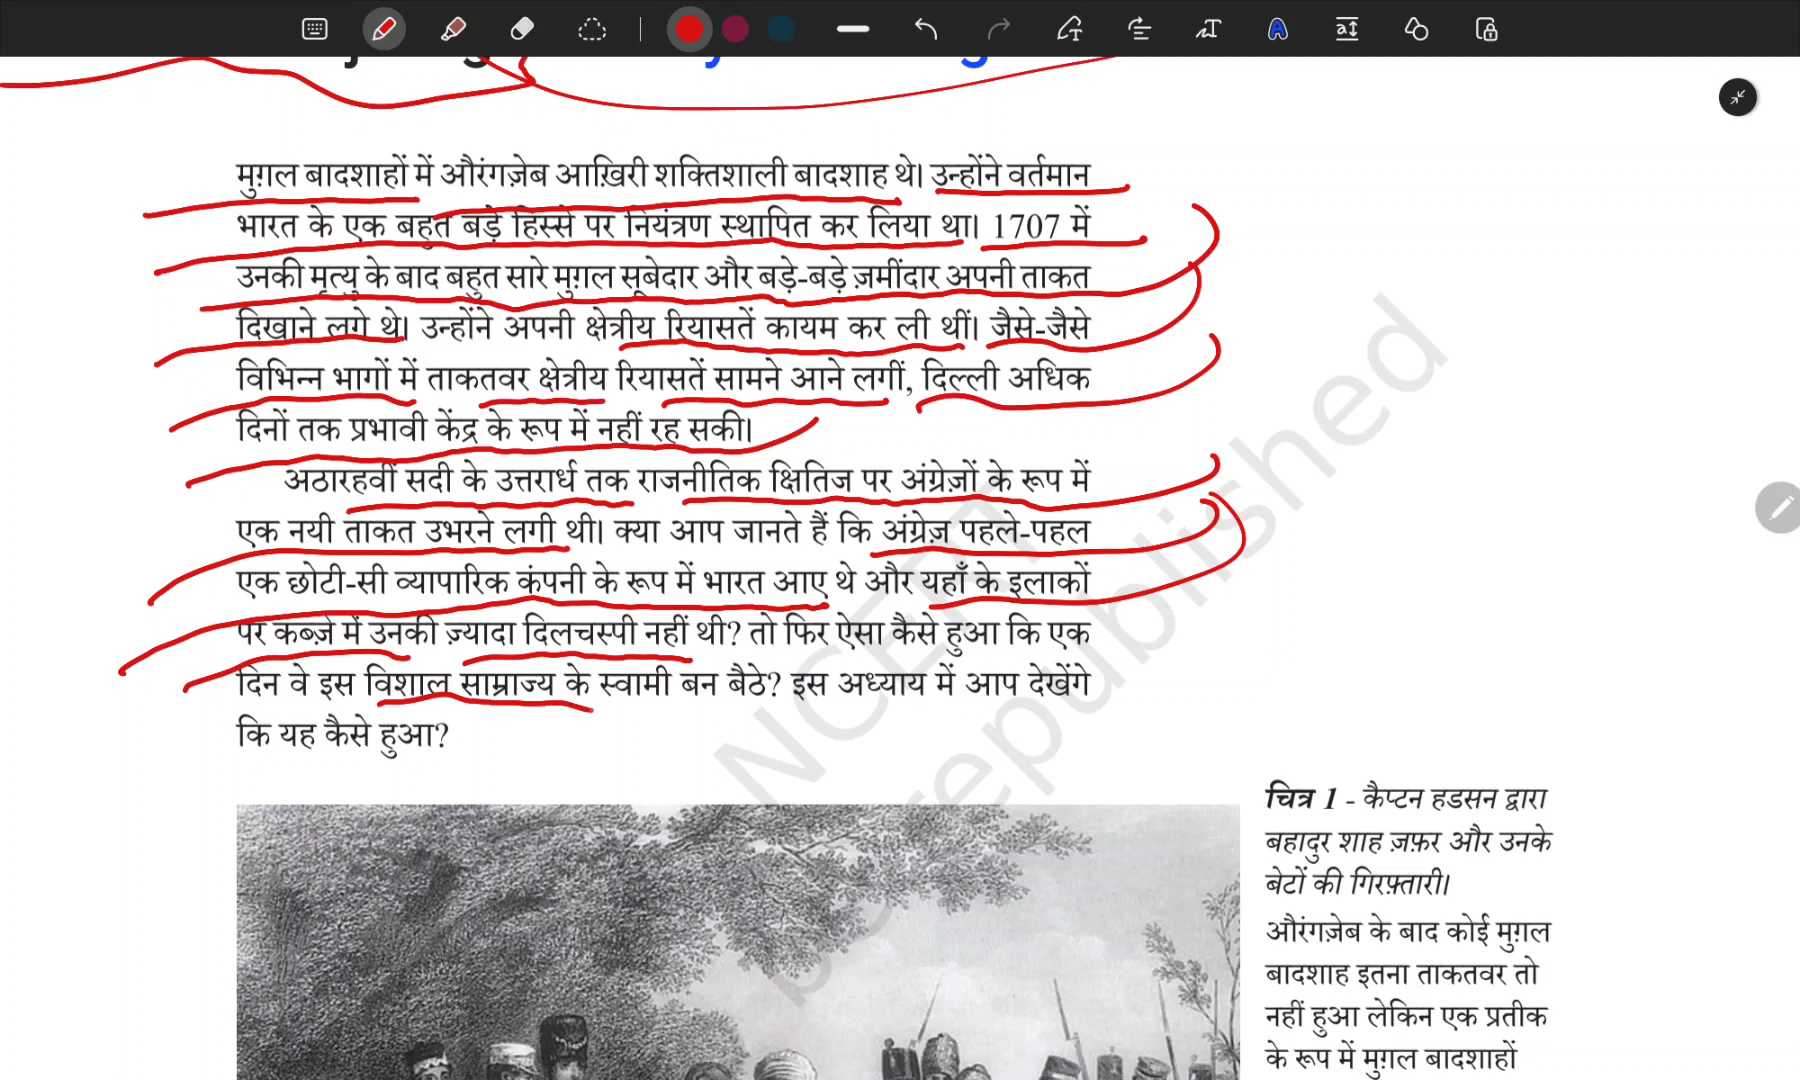 मुग़ल बादशाहों में औरंगज़ेब आख़िरी शक्तिशाली बादशाह थे। उन्होंने वर्तमान
भारत के एक बहुत बड़े हिस्से पर नियंत्रण स्थापित कर लिया था। 1707 में
उनकी मृत्यु के बाद बहुत सारे मुग़ल सूबेदार और बड़े-बड़े ज़मींदार अपनी ताकत
दिखाने लगे थे। उन्होंने अपनी क्षेत्रीय रियासतें कायम कर ली थीं। जैसे-जैसे
विभिन्न भागों में ताकतवर क्षेत्रीय रियासतें सामने आने लगीं, दिल्ली अधिक
दिनों तक प्रभावी केंद्र के रूप में नहीं रह सकी।
अठारहवीं सदी के उत्तरार्ध तक राजनीतिक क्षितिज पर अंग्रेज़ों के रूप में
एक नयी ताकत उभरने लगी थी। क्या आप जानते हैं कि अंग्रेज़ पहले-पहल
एक छोटी-सी व्यापारिक कंपनी के रूप में भारत आए थे और यहाँ के इलाकों
पर कब्ज़े में उनकी ज़्यादा दिलचस्पी नहीं थी? तो फिर ऐसा कैसे हुआ कि एक
दिन वे इस विशाल साम्राज्य के स्वामी बन बैठे? इस अध्याय में आप देखेंगे
कि यह कैसे हुआ?
NCERT
republished
चित्र 1 - कैप्टन हडसन द्वारा
बहादुर शाह ज़फ़र और उनके
बेटों की गिरफ़्तारी।
औरंगज़ेब के बाद कोई मुग़ल
बादशाह इतना ताकतवर तो
नहीं हुआ लेकिन एक प्रतीक
के रूप में मुग़ल बादशाहों